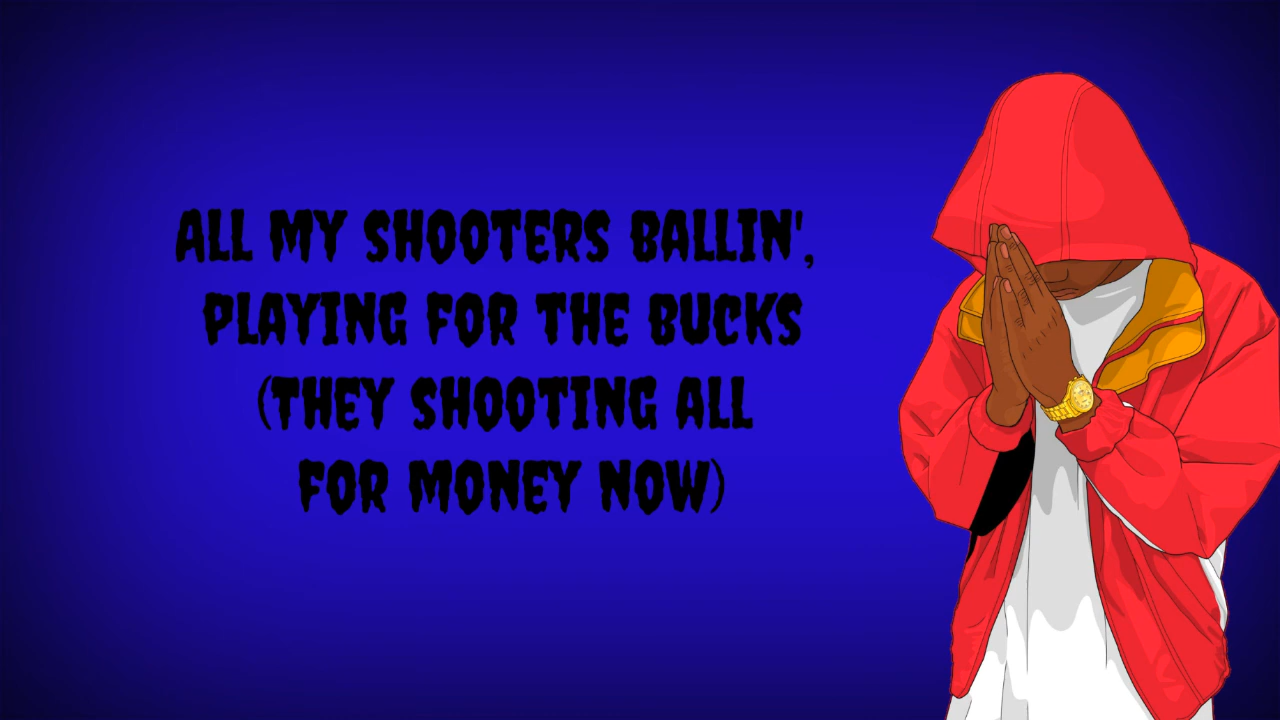 ALL MY SHOOTERS BALLIN',
PLAYING FOR THE BUCKS
(THEY SHOOTING ALL
FOR MONEY NOW)